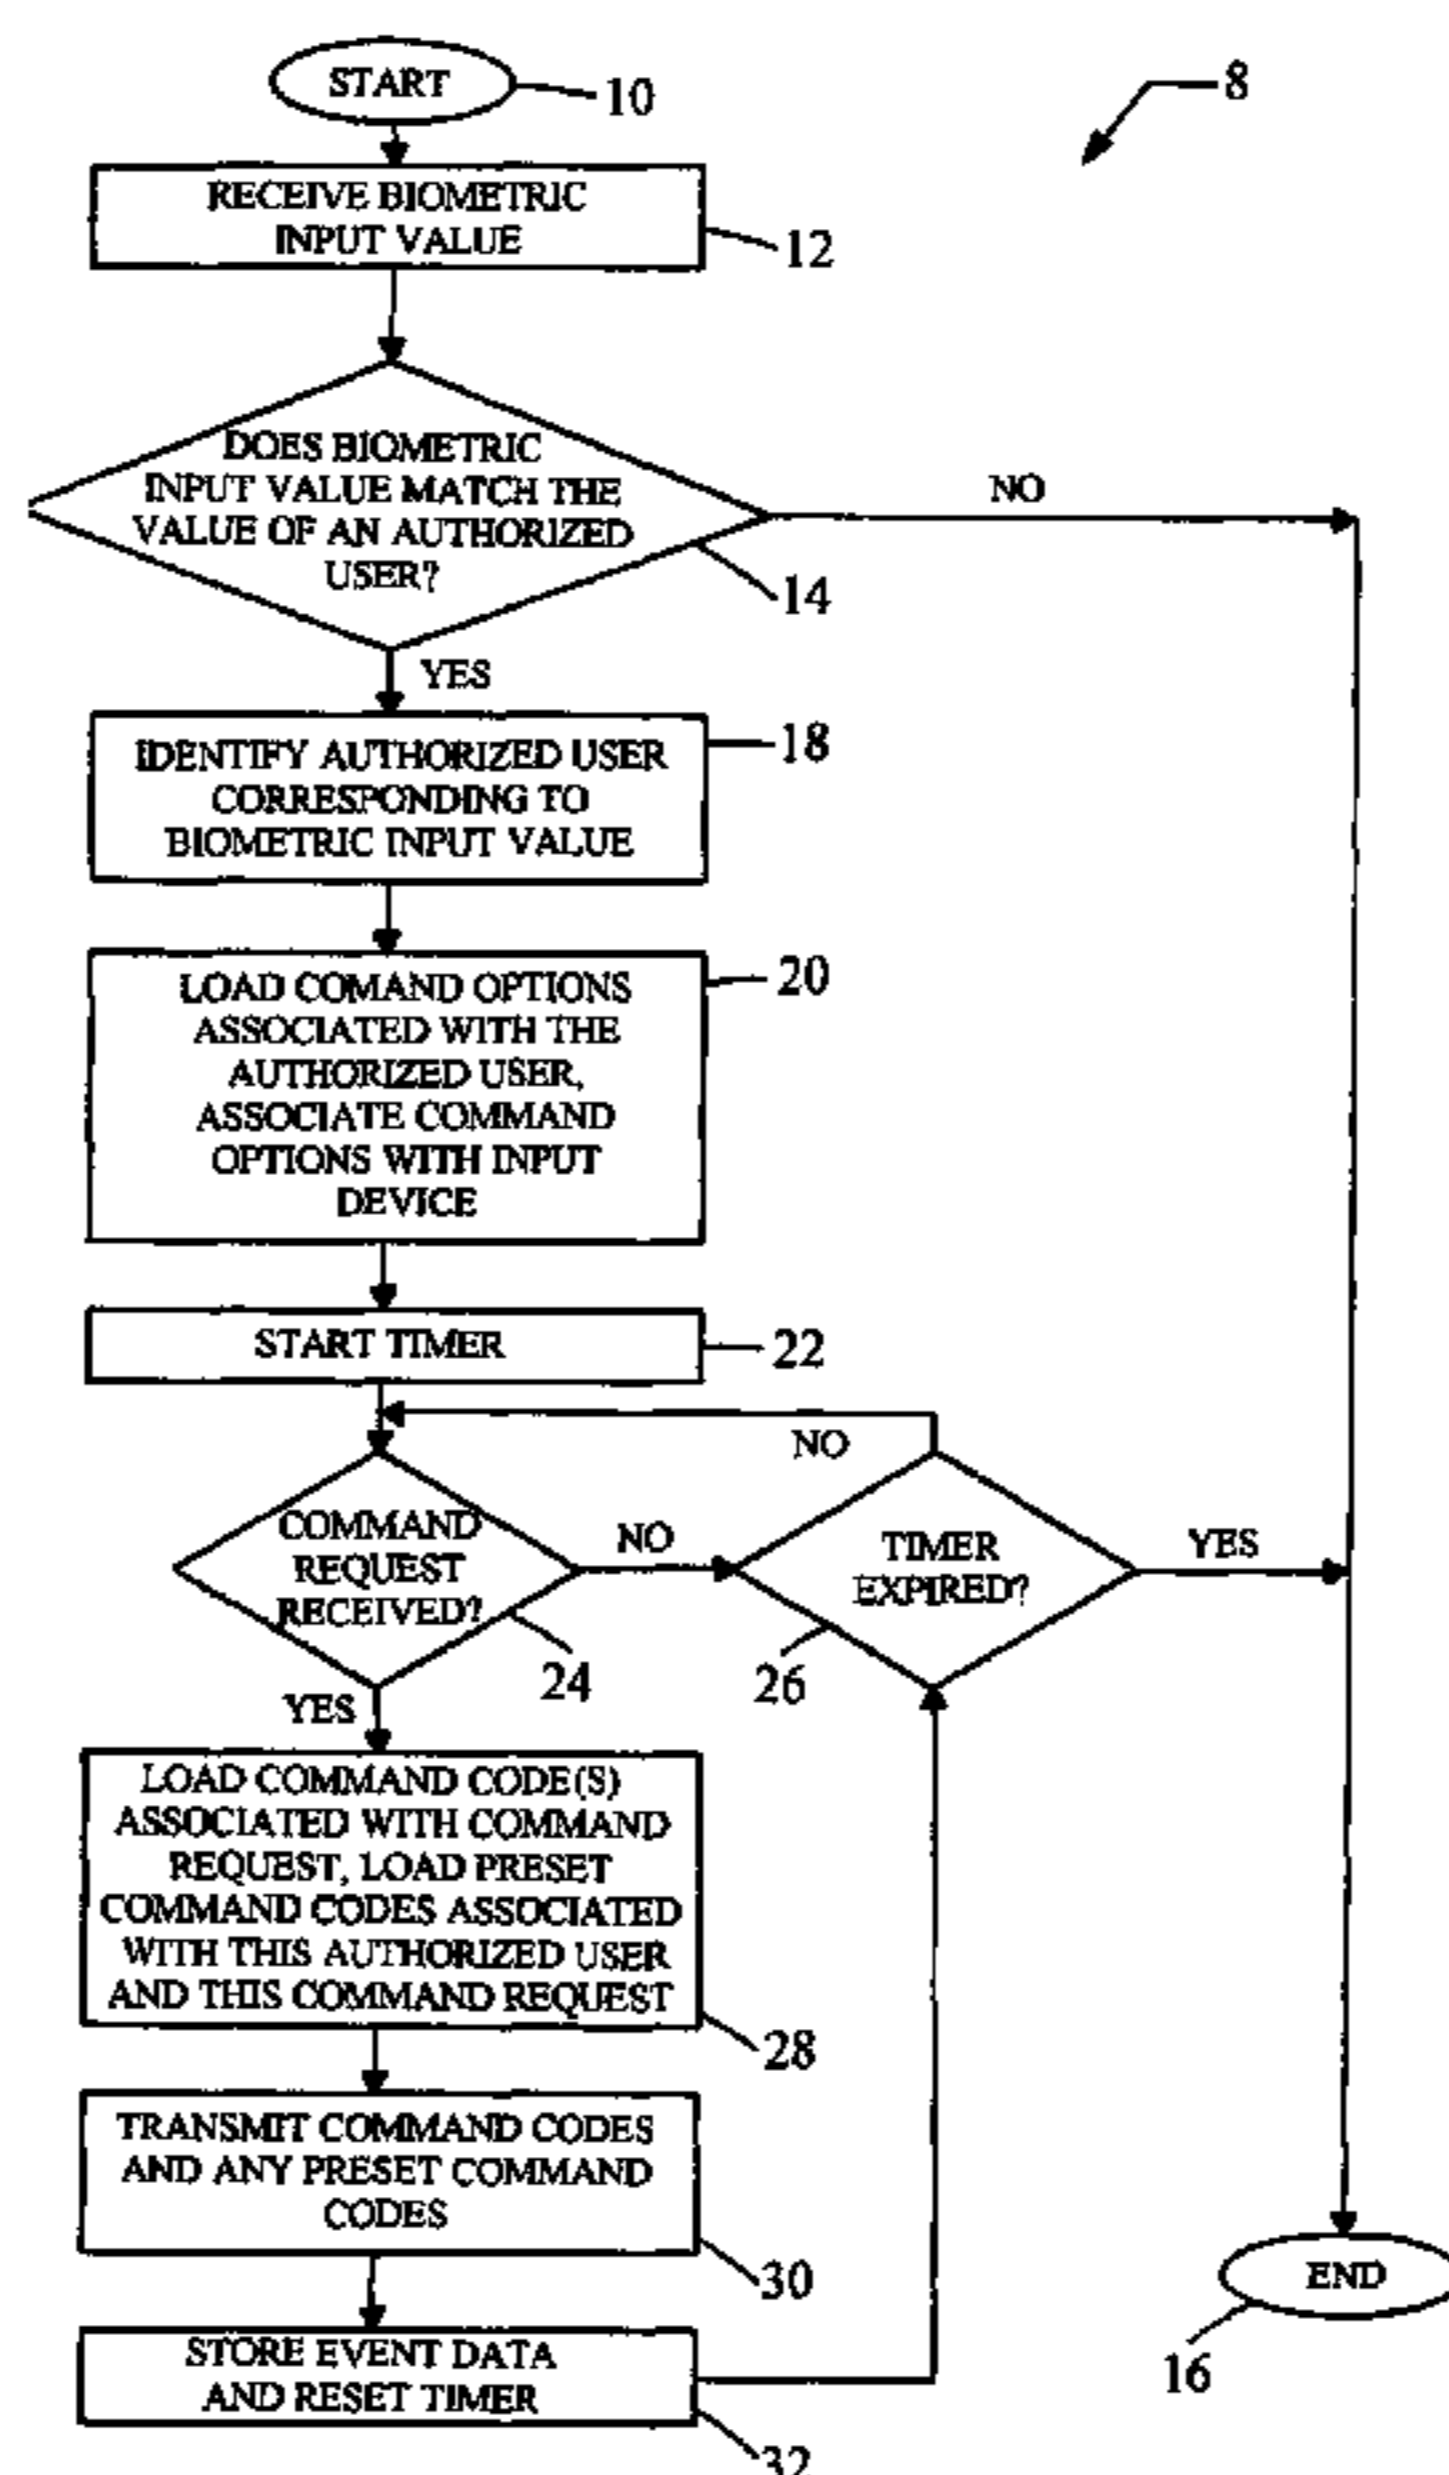 START
10
8
RECEIVE BIOMETRIC
INPUT VALUE
12
DOES BIOMETRIC
INPUT VALUE MATCH THE
VALUE OF AN AUTHORIZED
USER?
NO
14
YES
IDENTIFY AUTHORIZED USER
CORRESPONDING TO
BIOMETRIC INPUT VALUE
18
LOAD COMAND OPTIONS
ASSOCIATED WITH THE
AUTHORIZED USER,
ASSOCIATE COMMAND
OPTIONS WITH INPUT
DEVICE
20
START TIMER
22
NO
COMMAND
REQUEST
RECEIVED?
NO
24
TIMER
EXPIRED?
YES
26
YES
LOAD COMMAND CODE(S)
ASSOCIATED WITH COMMAND
REQUEST, LOAD PRESET
COMMAND CODES ASSOCIATED
WITH THIS AUTHORIZED USER
AND THIS COMMAND REQUEST
28
TRANSMIT COMMAND CODES
AND ANY PRESET COMMAND
CODES
30
END
16
STORE EVENT DATA
AND RESET TIMER
32